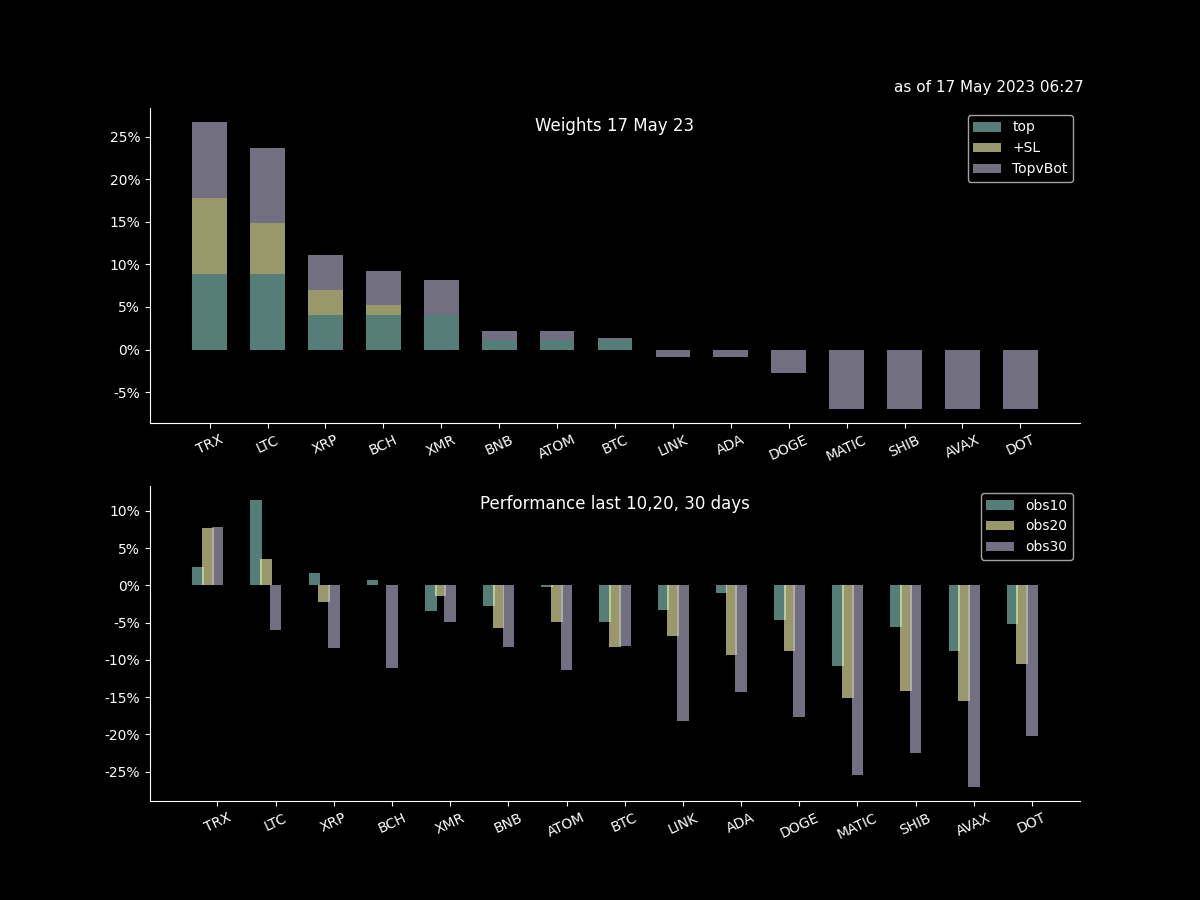 as of 17 May 2023 06:27
Weights 17 May 23
top
+SL
TopvBot
25%
20%
15%
10%
5%
0%
-5%
TRX LTC XRP BCH XMR BNB ATOM BTC LINK ADA DOGE MATIC SHIB AVAX DOT
Performance last 10,20, 30 days
obs10
obs20
obs30
10%
5%
0%
-5%
-10%
-15%
-20%
-25%
TRX LTC XRP BCH XMR BNB ATOM BTC LINK ADA DOGE MATIC SHIB AVAX DOT